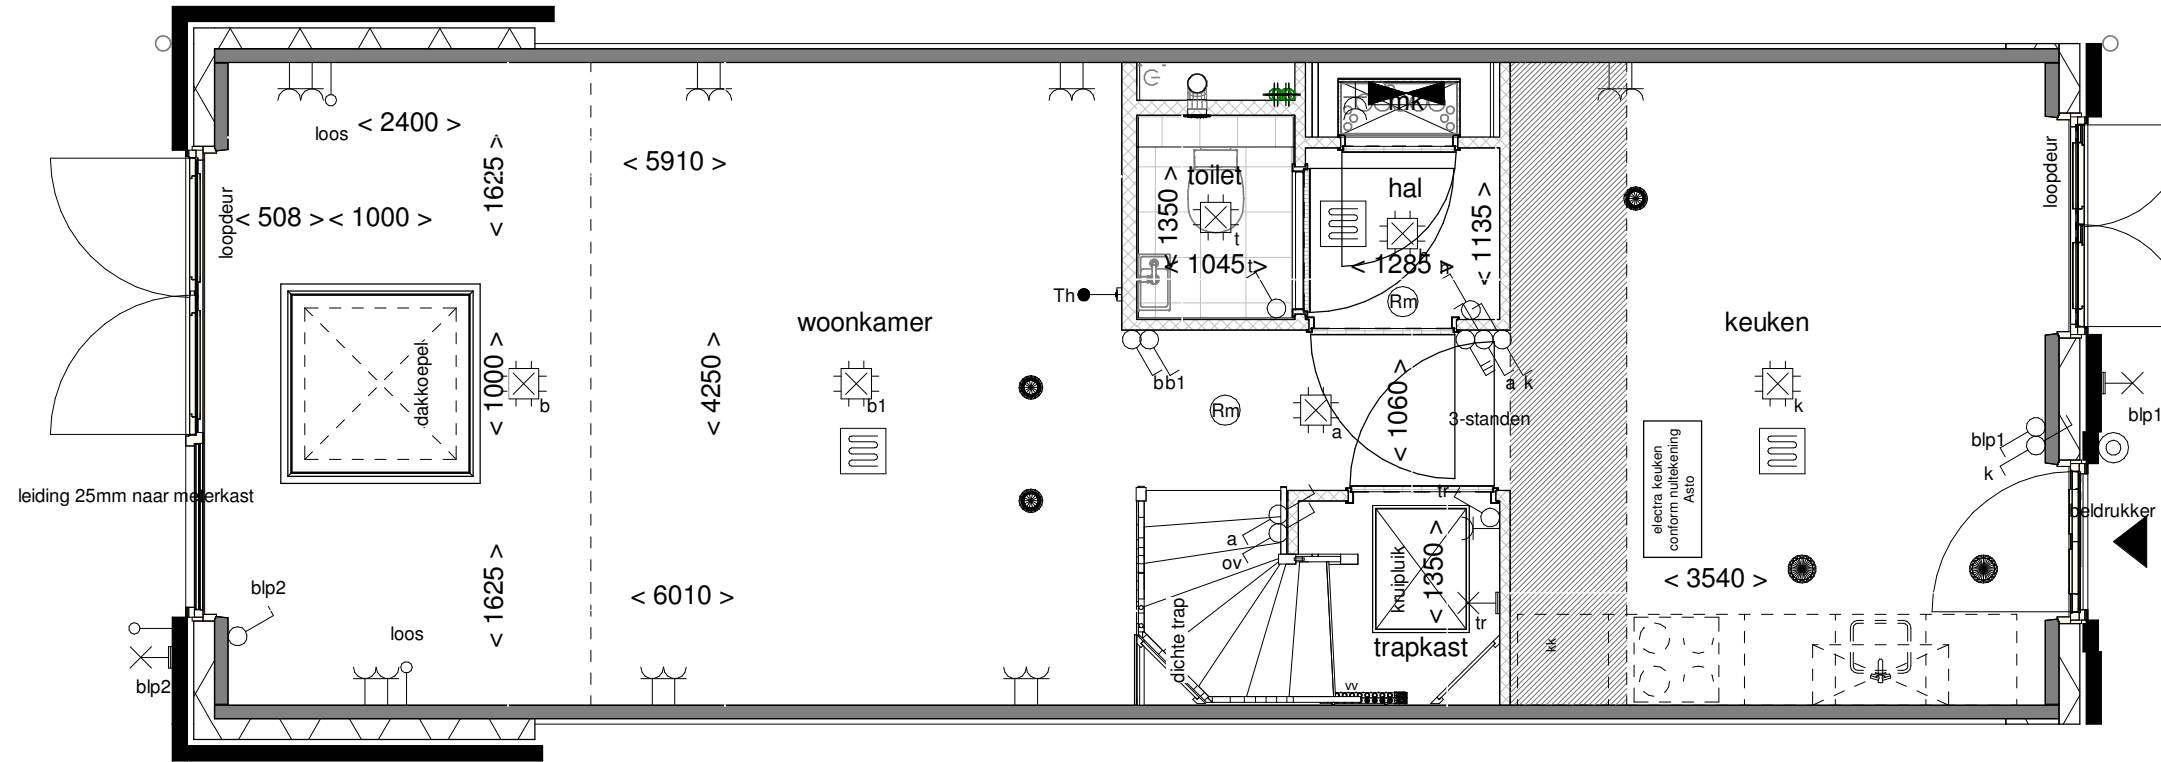 loos
< 2400 >
< 1625 >
< 5910 >
mk
loopdeur
< 508 >
< 1000 >
toilet
< 1350 >
t
< 1045 >
t
hal
h
< 1285 >
h
< 1135 >
Rm
loopdeur
Th
woonkamer
keuken
dakkoepel
< 1000 >
b
< 4250 >
b1
bb1
Rm
a
< 1060 >
a
k
3-standen
k
blp1
blp1
k
leiding 25mm naar meterkast
electra keuken
conform nultekening
Asto
beldrukker
tr
a
ov
< 1625 >
< 6010 >
kruipluik
< 1350 >
tr
< 3540 >
blp2
loos
dichte trap
trapkast
kk
vv
blp2